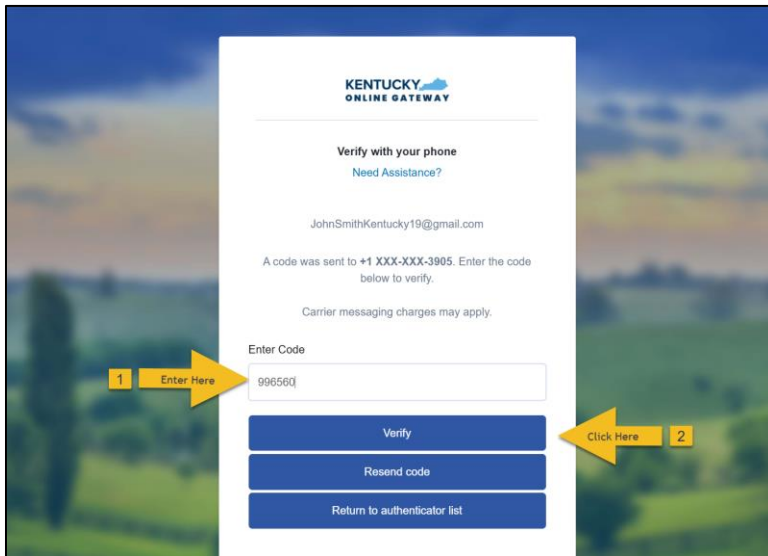 KENTUCKY
ONLINE GATEWAY
Verify with your phone
Need Assistance?
JohnSmithKentucky19@gmail.com
A code was sent to +1 XXX-XXX-3905. Enter the code
below to verify.
Carrier messaging charges may apply.
Enter Code
1 Enter Here 996560
Verify
Click Here 2
Resend code
Return to authenticator list